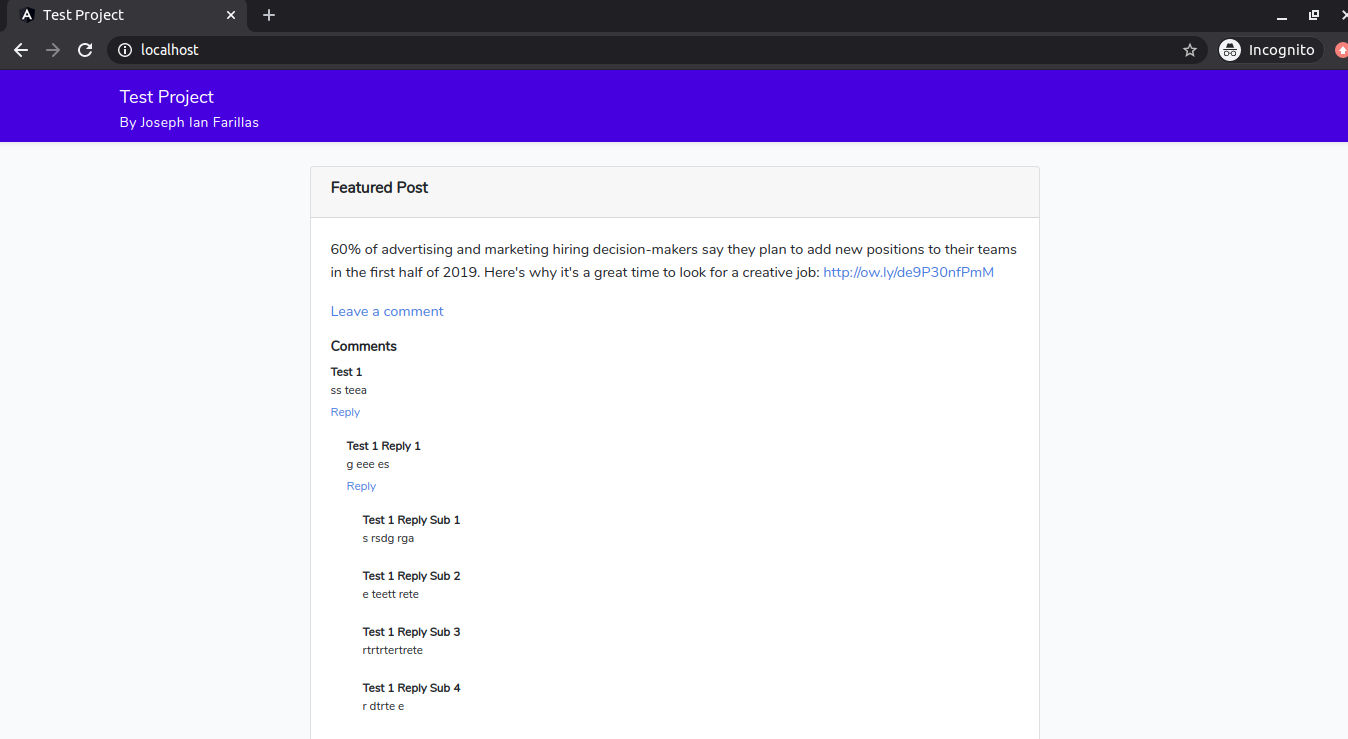 Test Project
localhost
Incognito
Test Project
By Joseph Ian Farillas
Featured Post
60% of advertising and marketing hiring decision-makers say they plan to add new positions to their teams
in the first half of 2019. Here's why it's a great time to look for a creative job: http://ow.ly/de9P30nfPmM
Leave a comment
Comments
Test 1
ss teea
Reply
Test 1 Reply 1
g eee es
Reply
Test 1 Reply Sub 1
s rsdg rga
Test 1 Reply Sub 2
e teett rete
Test 1 Reply Sub 3
rtrtrtertrete
Test 1 Reply Sub 4
r dtrte e